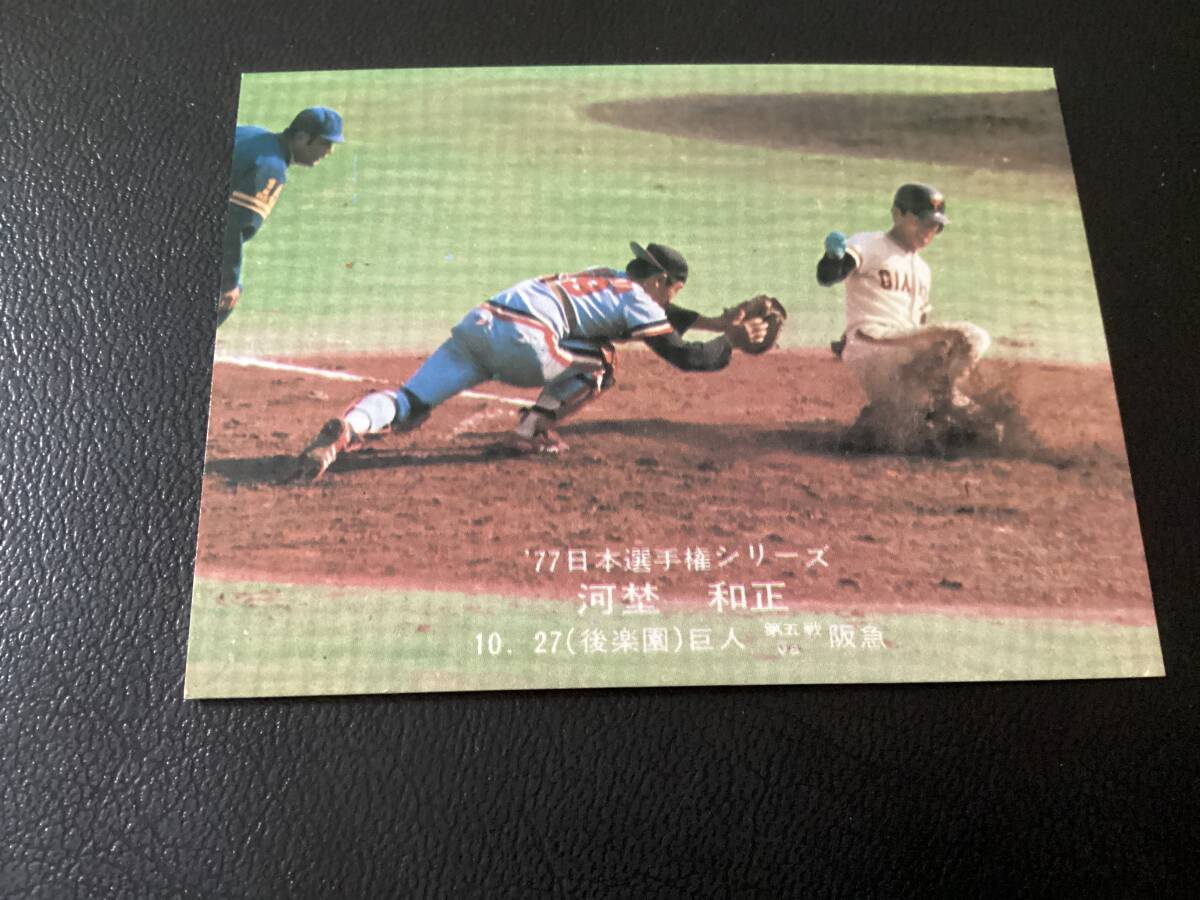 GIAN
'77日本選手権シリーズ
河埜 和正
10. 27(後楽園)巨人 第五戦 VS 阪急